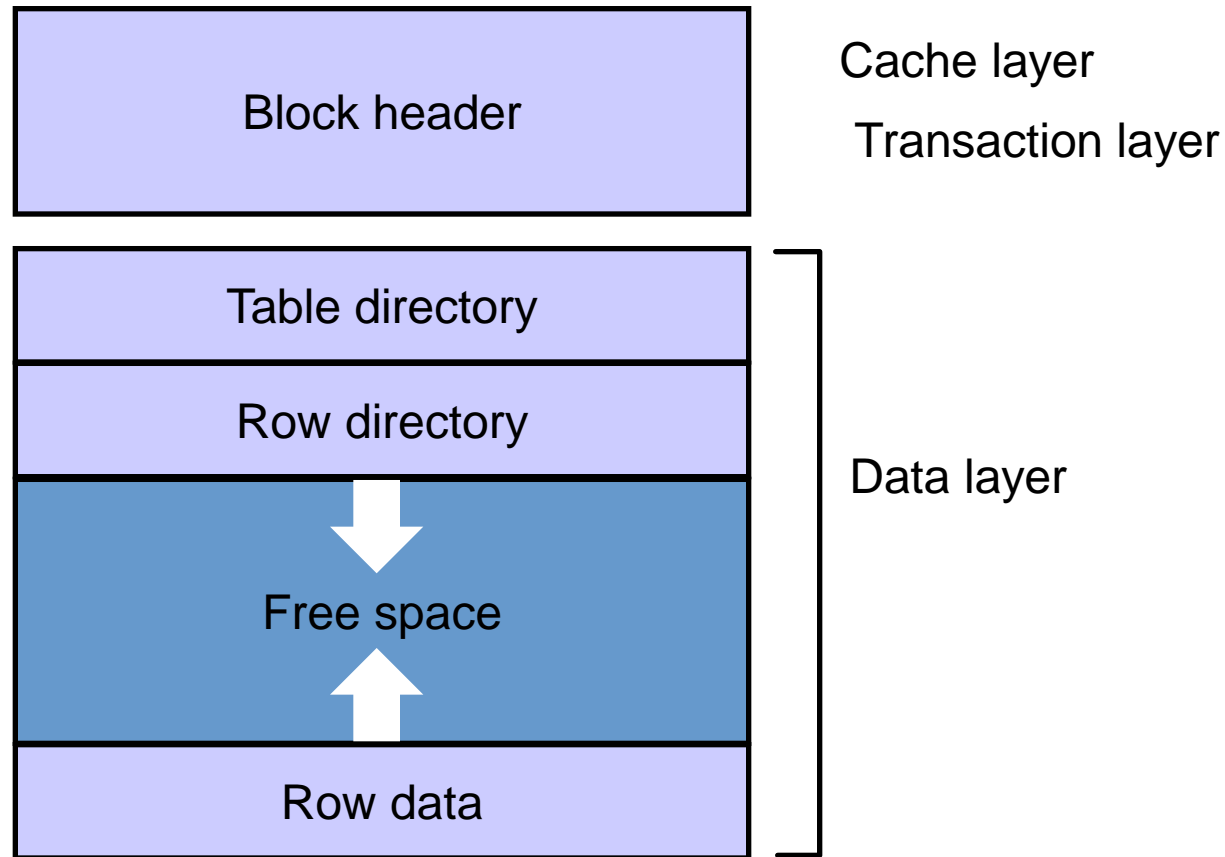 Block header
Cache layer
Transaction layer
Table directory
Row directory
Data layer
Free space
Row data